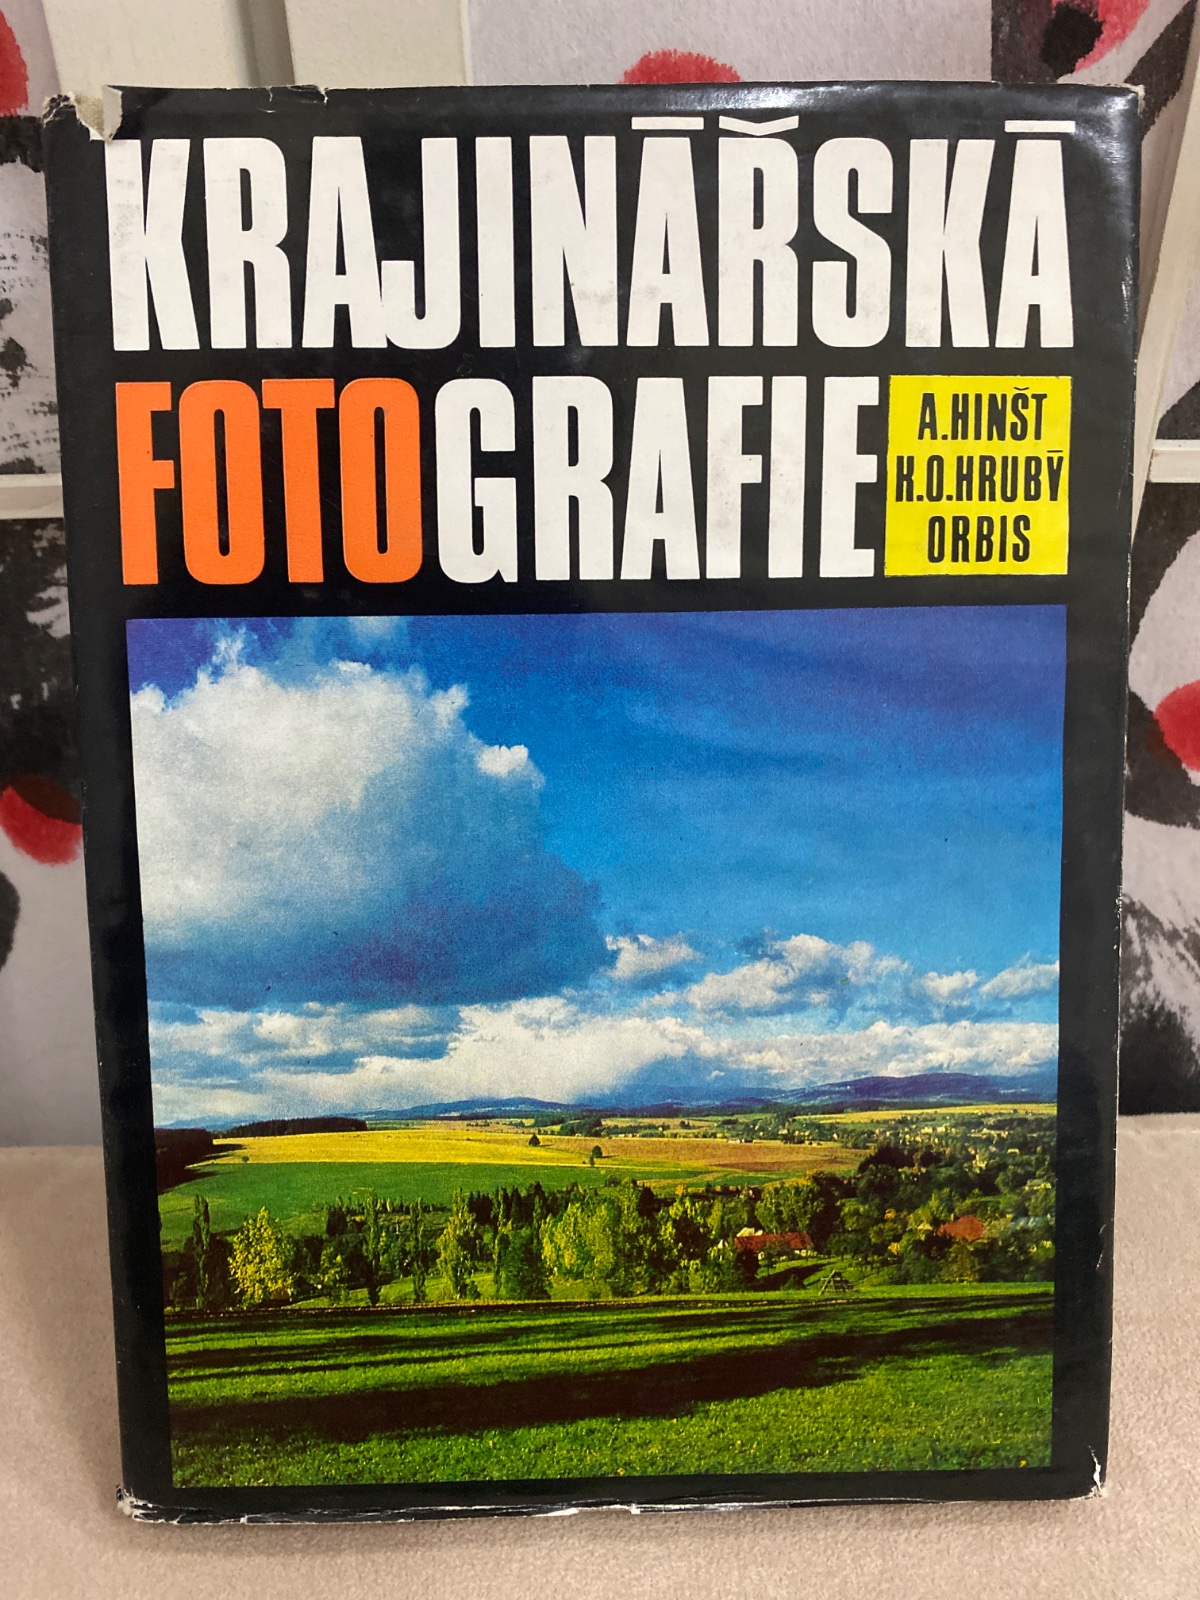 KRAJINÁŘSKÁ
FOTOGRAFIE
A.HINŠT
K.O.HRUBÝ
ORBIS